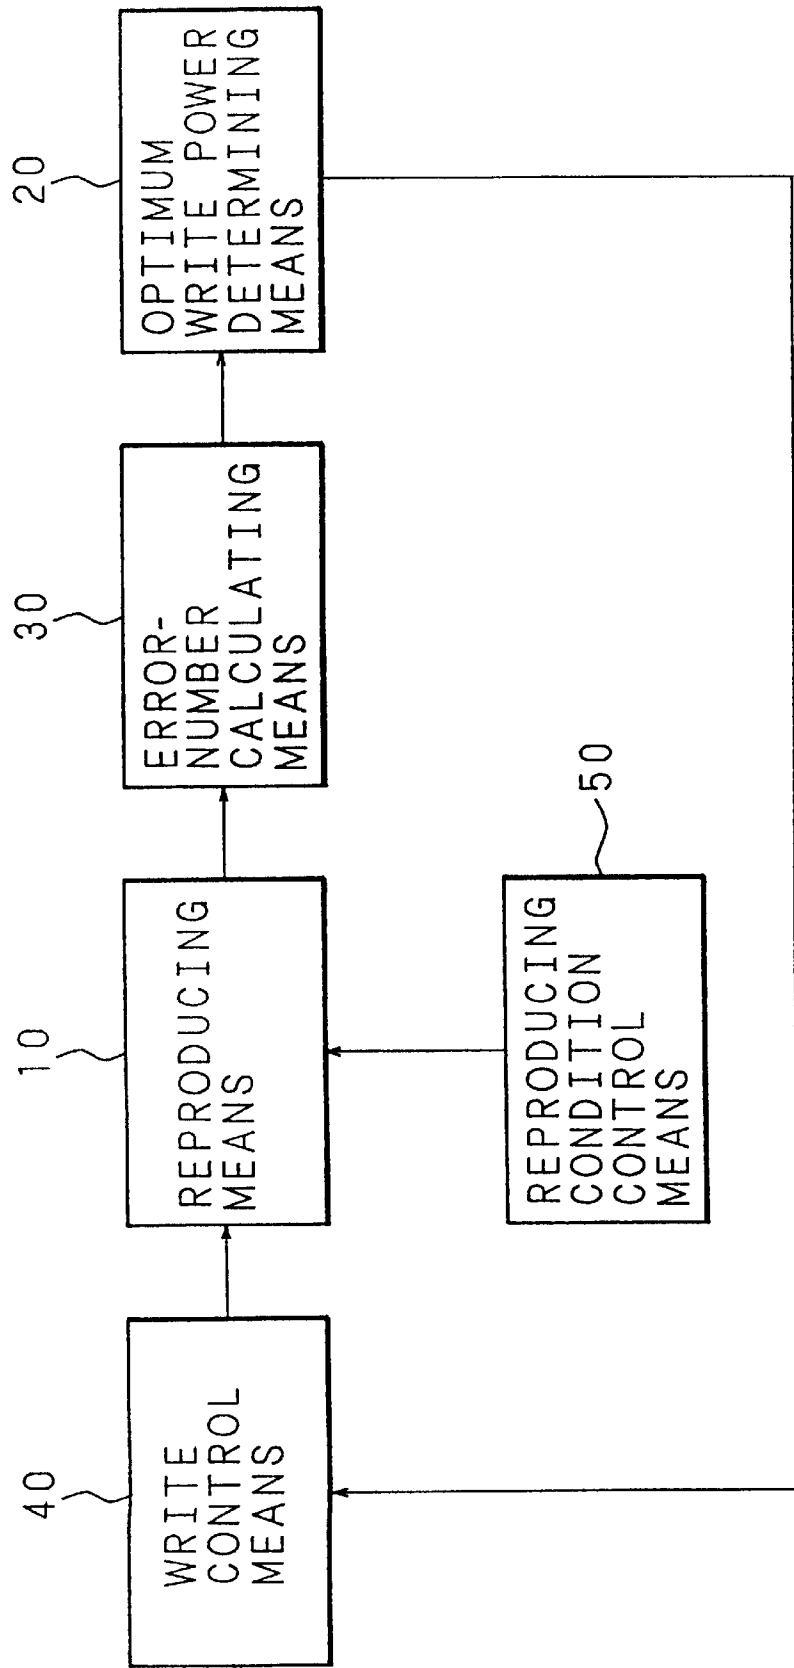 40
WRITE
CONTROL
MEANS
10
REPRODUCING
MEANS
30
ERROR-
NUMBER
CALCULATING
MEANS
20
OPTIMUM
WRITE POWER
DETERMINING
MEANS
50
REPRODUCING
CONDITION
CONTROL
MEANS